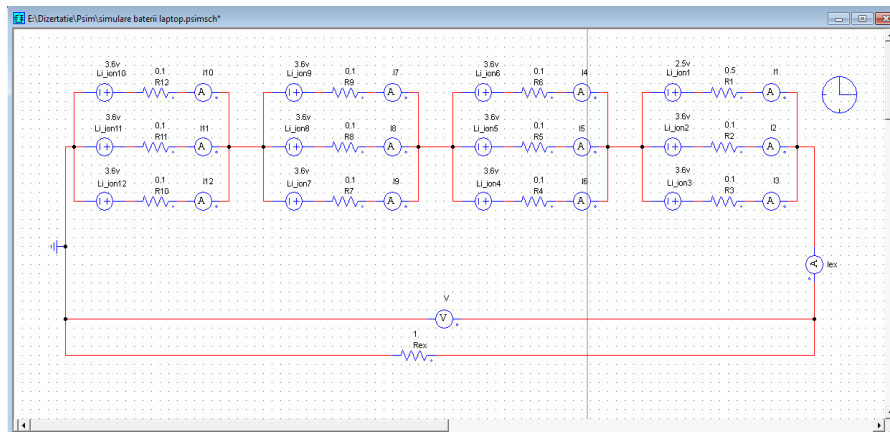 E:\Dizertatie\Psim\simulare baterii laptop.psimsch*
3.6v 3.6v 3.6v 2.5v
Li_ion10 0.1 I10 Li_ion9 0.1 I7 Li_ion6 0.1 I4 Li_ion1 0.5 I1
R12 R9 R6 R1
A A A A
3.6v 3.6v 3.6v 3.6v
Li_ion11 0.1 I11 Li_ion8 0.1 I8 Li_ion5 0.1 I5 Li_ion2 0.1 I2
R11 R8 R5 R2
A A A A
3.6v 3.6v 3.6v 3.6v
Li_ion12 0.1 I12 Li_ion7 0.1 I9 Li_ion4 0.1 I6 Li_ion3 0.1 I3
R10 R7 R4 R3
A A A A
A Iex
V
V
1
Rex